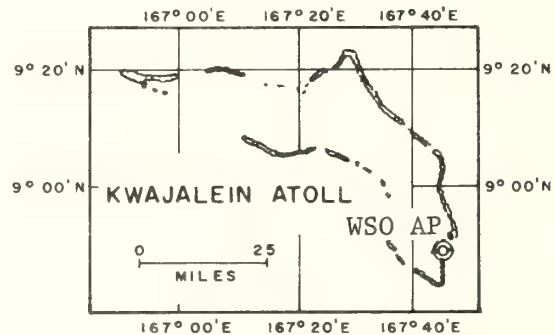 167° 00'E 167° 20'E 167° 40'E
9° 20' N 9° 20' N
9° 00' N 9° 00' N
KWAJALEIN ATOLL
WSO AP
0 25
MILES
167° 00'E 167° 20'E 167° 40'E